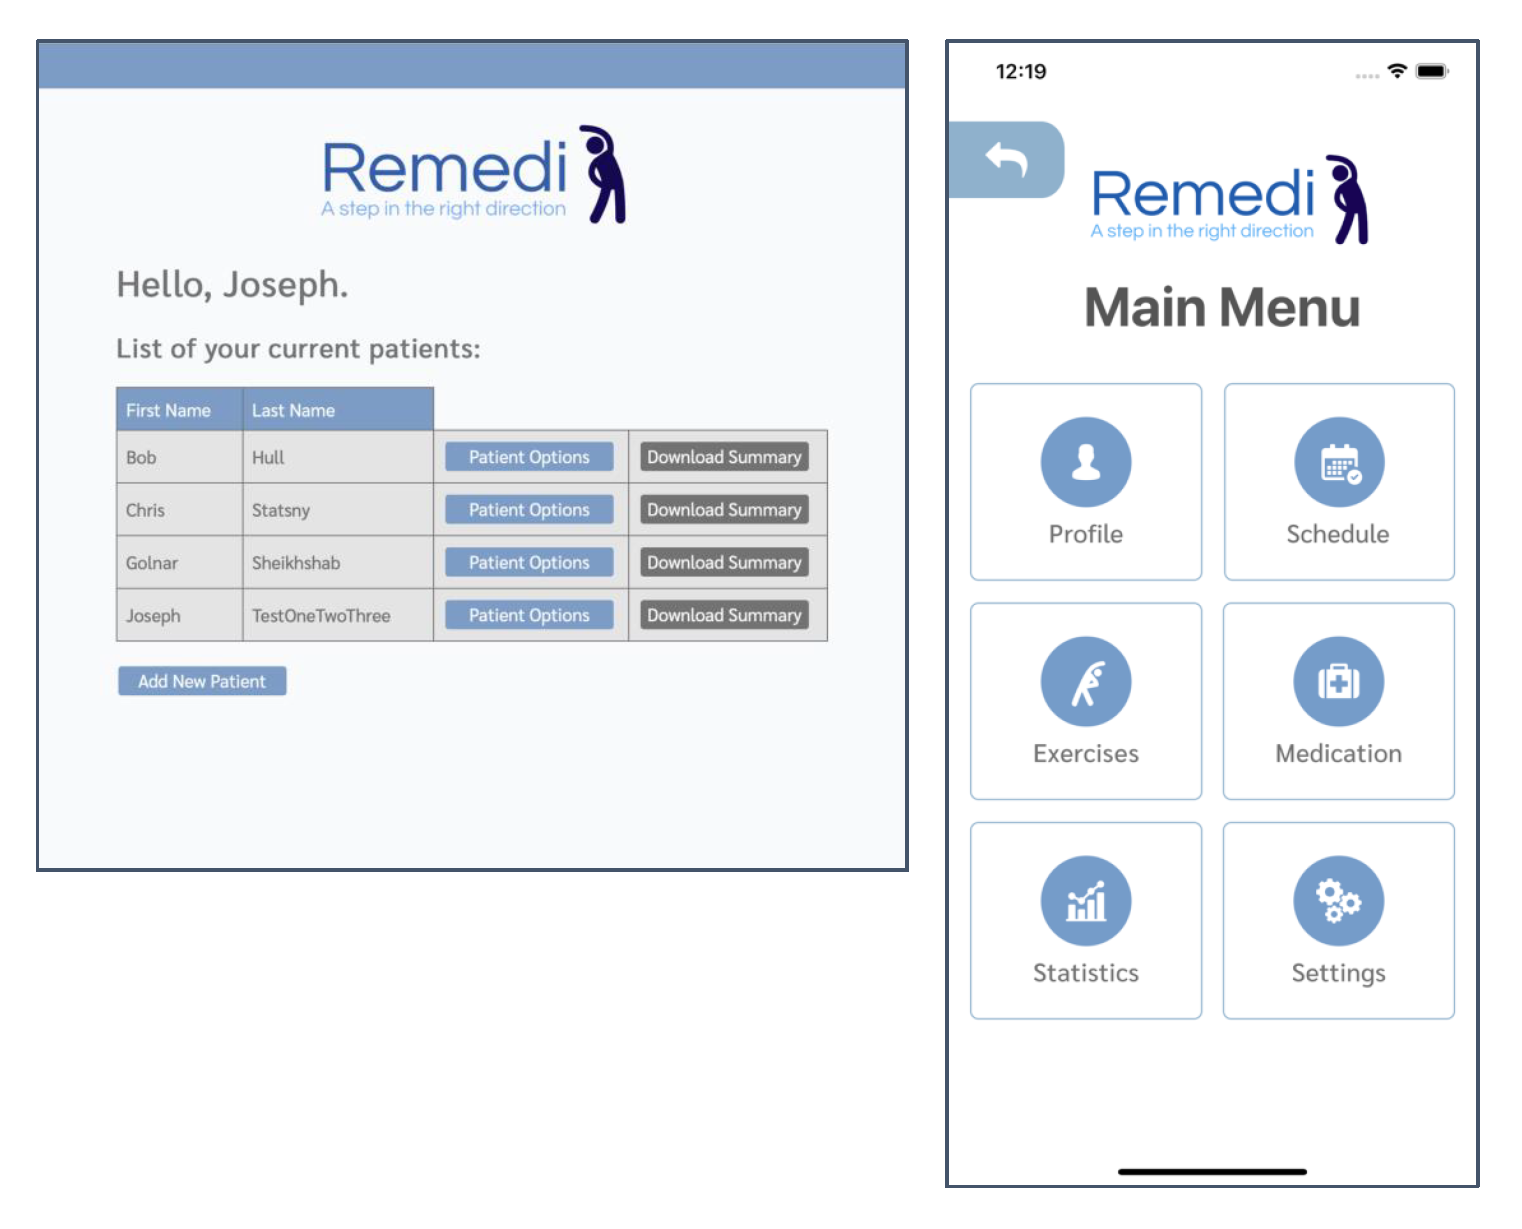 Remedi
A step in the right direction
Hello, Joseph.
List of your current patients:
First Name Last Name
Bob Hull Patient Options Download Summary
Chris Statsny Patient Options Download Summary
Golnar Sheikhshab Patient Options Download Summary
Joseph TestOneTwoThree Patient Options Download Summary
Add New Patient
12:19
Remedi
A step in the right direction
Main Menu
Profile Schedule
Exercises Medication
Statistics Settings